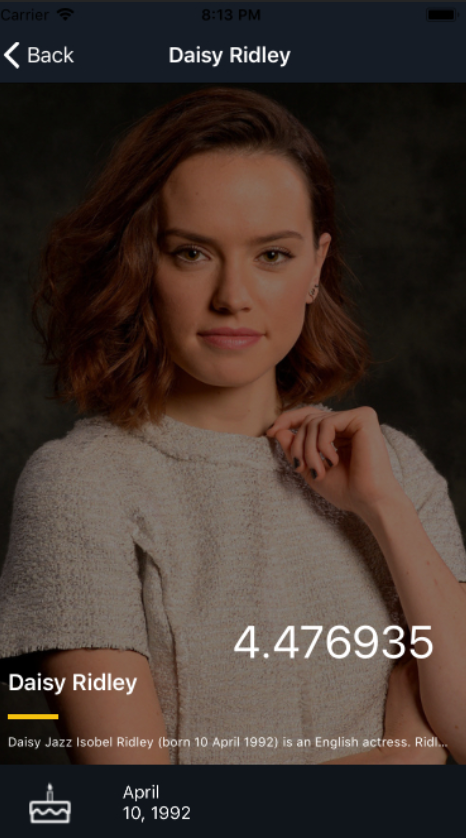 Carrier 8:13 PM
Back Daisy Ridley
4.476935
Daisy Ridley
Daisy Jazz Isobel Ridley (born 10 April 1992) is an English actress. Ridl...
April
10, 1992